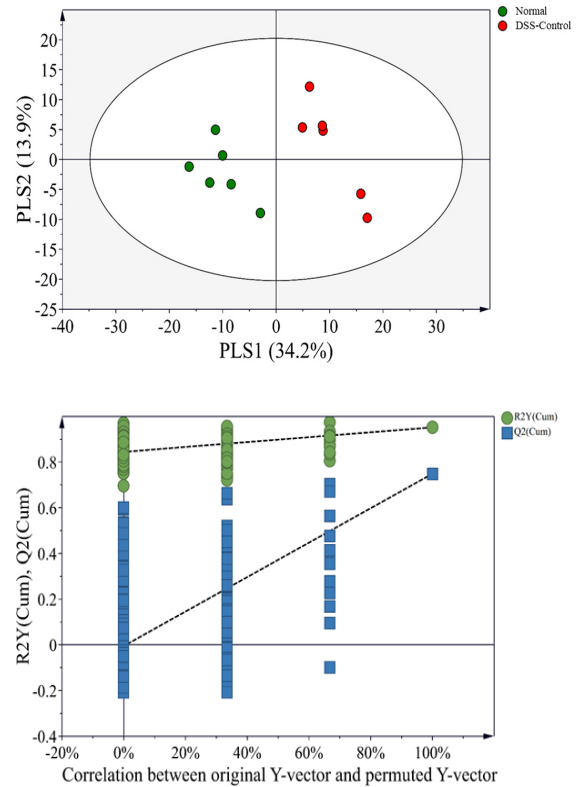 Normal
DSS-Control
20
15
10
5
0
-5
-10
-15
-20
-25
PLS2 (13.9%)
-40 -30 -20 -10 0 10 20 30
PLS1 (34.2%)
R2Y(Cum)
Q2(Cum)
0.8
0.6
0.4
0.2
0
-0.2
-0.4
R2Y(Cum), Q2(Cum)
-20% 0% 20% 40% 60% 80% 100%
Correlation between original Y-vector and permuted Y-vector